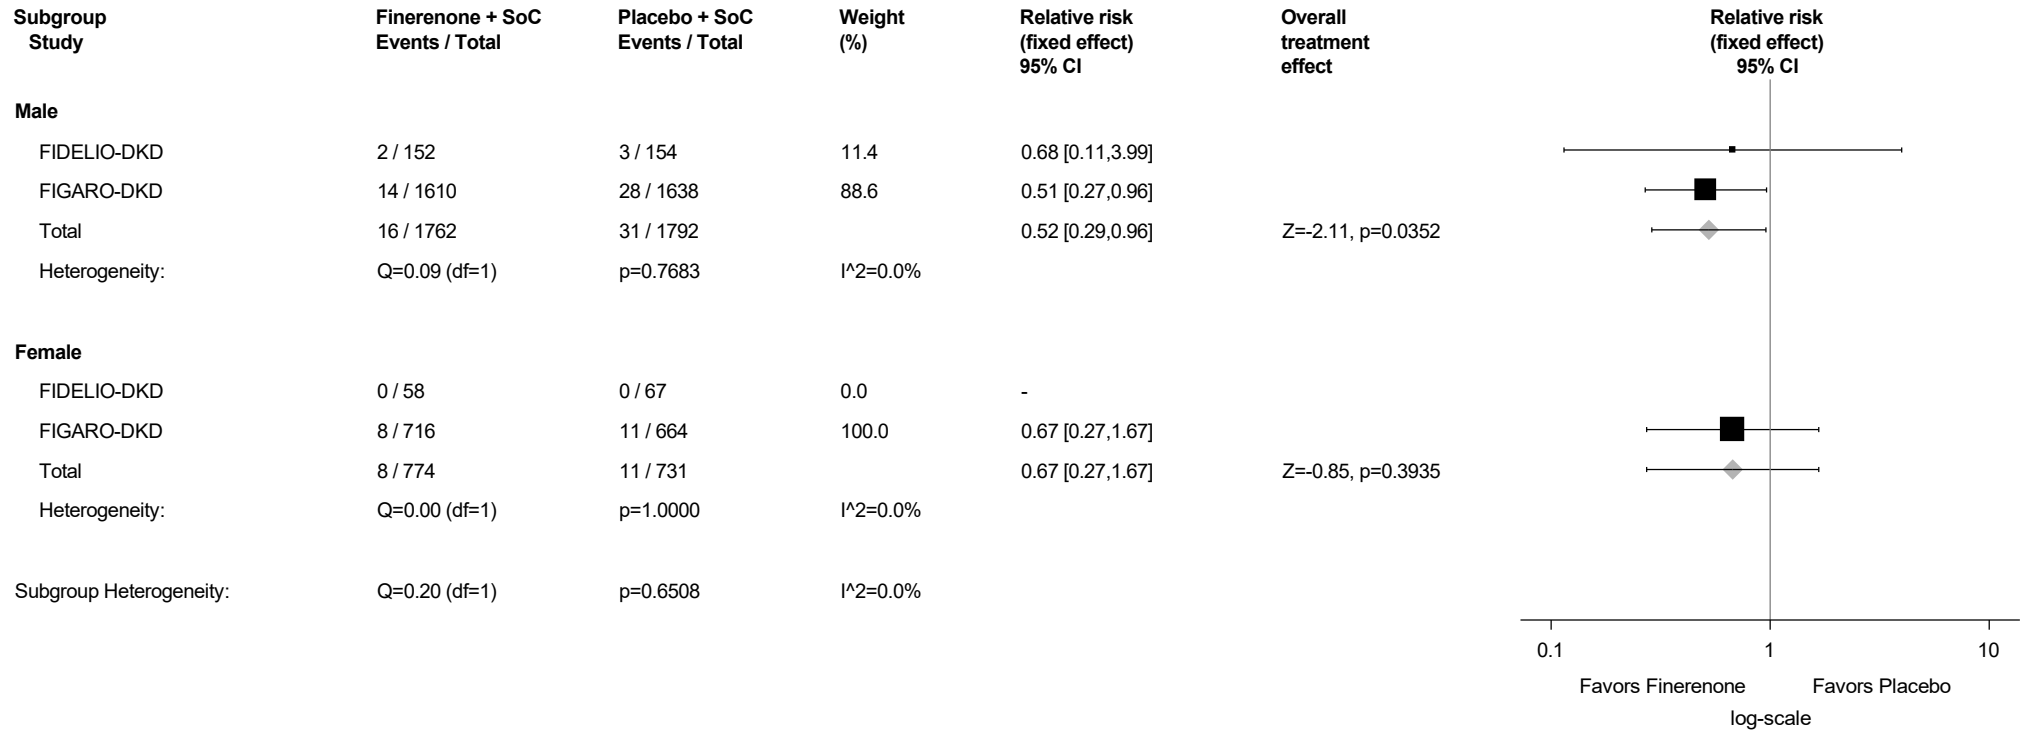 Subgroup Finerenone + SoC Placebo + SoC Weight Relative risk Overall Relative risk
Study Events / Total Events / Total (%) (fixed effect) treatment (fixed effect)
95% CI effect 95% CI
Male
FIDELIO-DKD 2 / 152 3 / 154 11.4 0.68 [0.11,3.99]
FIGARO-DKD 14 / 1610 28 / 1638 88.6 0.51 [0.27,0.96]
Total 16 / 1762 31 / 1792 0.52 [0.29,0.96] Z=-2.11, p=0.0352
Heterogeneity: Q=0.09 (df=1) p=0.7683 I^2=0.0%
Female
FIDELIO-DKD 0 / 58 0 / 67 0.0 -
FIGARO-DKD 8 / 716 11 / 664 100.0 0.67 [0.27,1.67]
Total 8 / 774 11 / 731 0.67 [0.27,1.67] Z=-0.85, p=0.3935
Heterogeneity: Q=0.00 (df=1) p=1.0000 I^2=0.0%
Subgroup Heterogeneity: Q=0.20 (df=1) p=0.6508 I^2=0.0%
0.1 1 10
Favors Finerenone Favors Placebo
log-scale